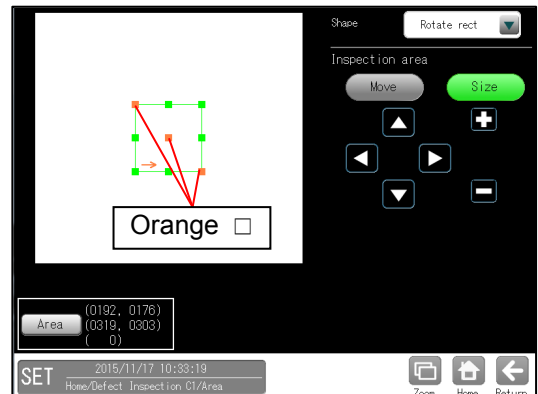 Shape
Rotate rect
Inspection area
Move
Size
Orange □
Area
(0192, 0176)
(0319, 0303)
(   0)
SET
2015/11/17 10:33:19
Home/Defect Inspection C1/Area
Zoom
Home
Return